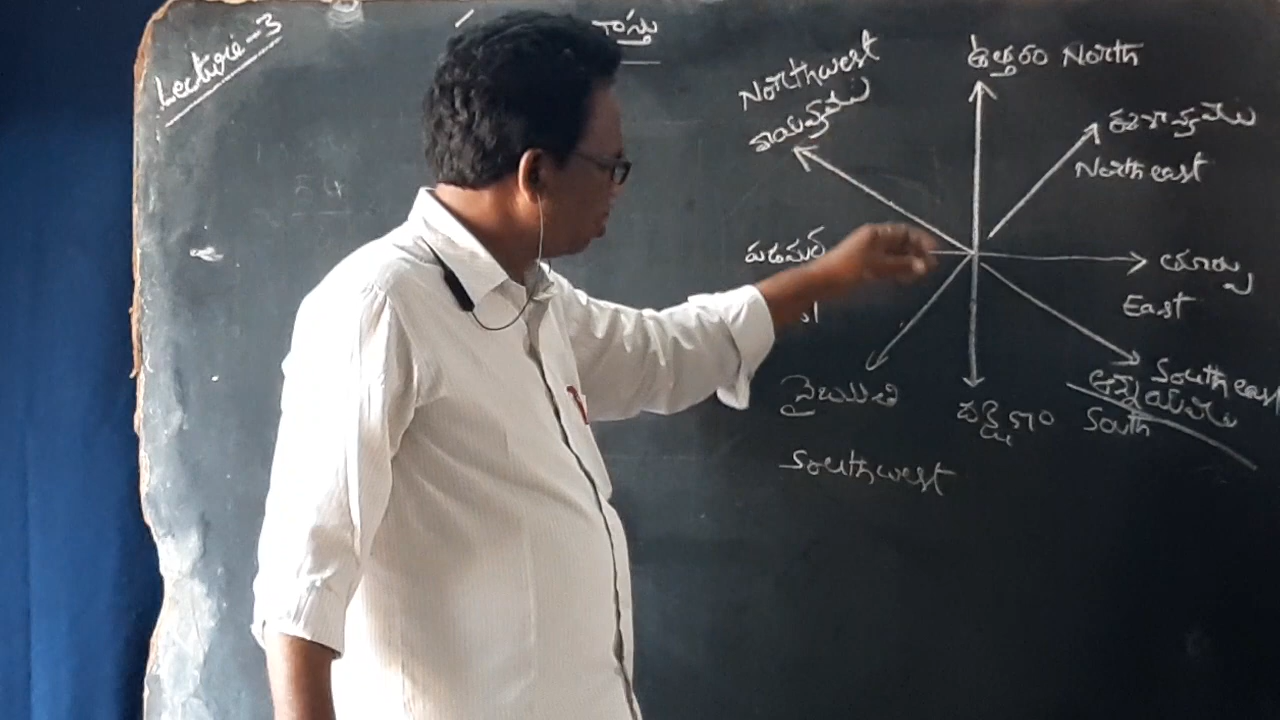 Lecture-3
వాస్తు
Northwest
వాయవ్యము
ఉత్తరం North
ఈశాన్యము
North east
పడమర
తూర్పు
East
South east
ఆగ్నేయము
South
దక్షిణం
నైఋతి
Southwest